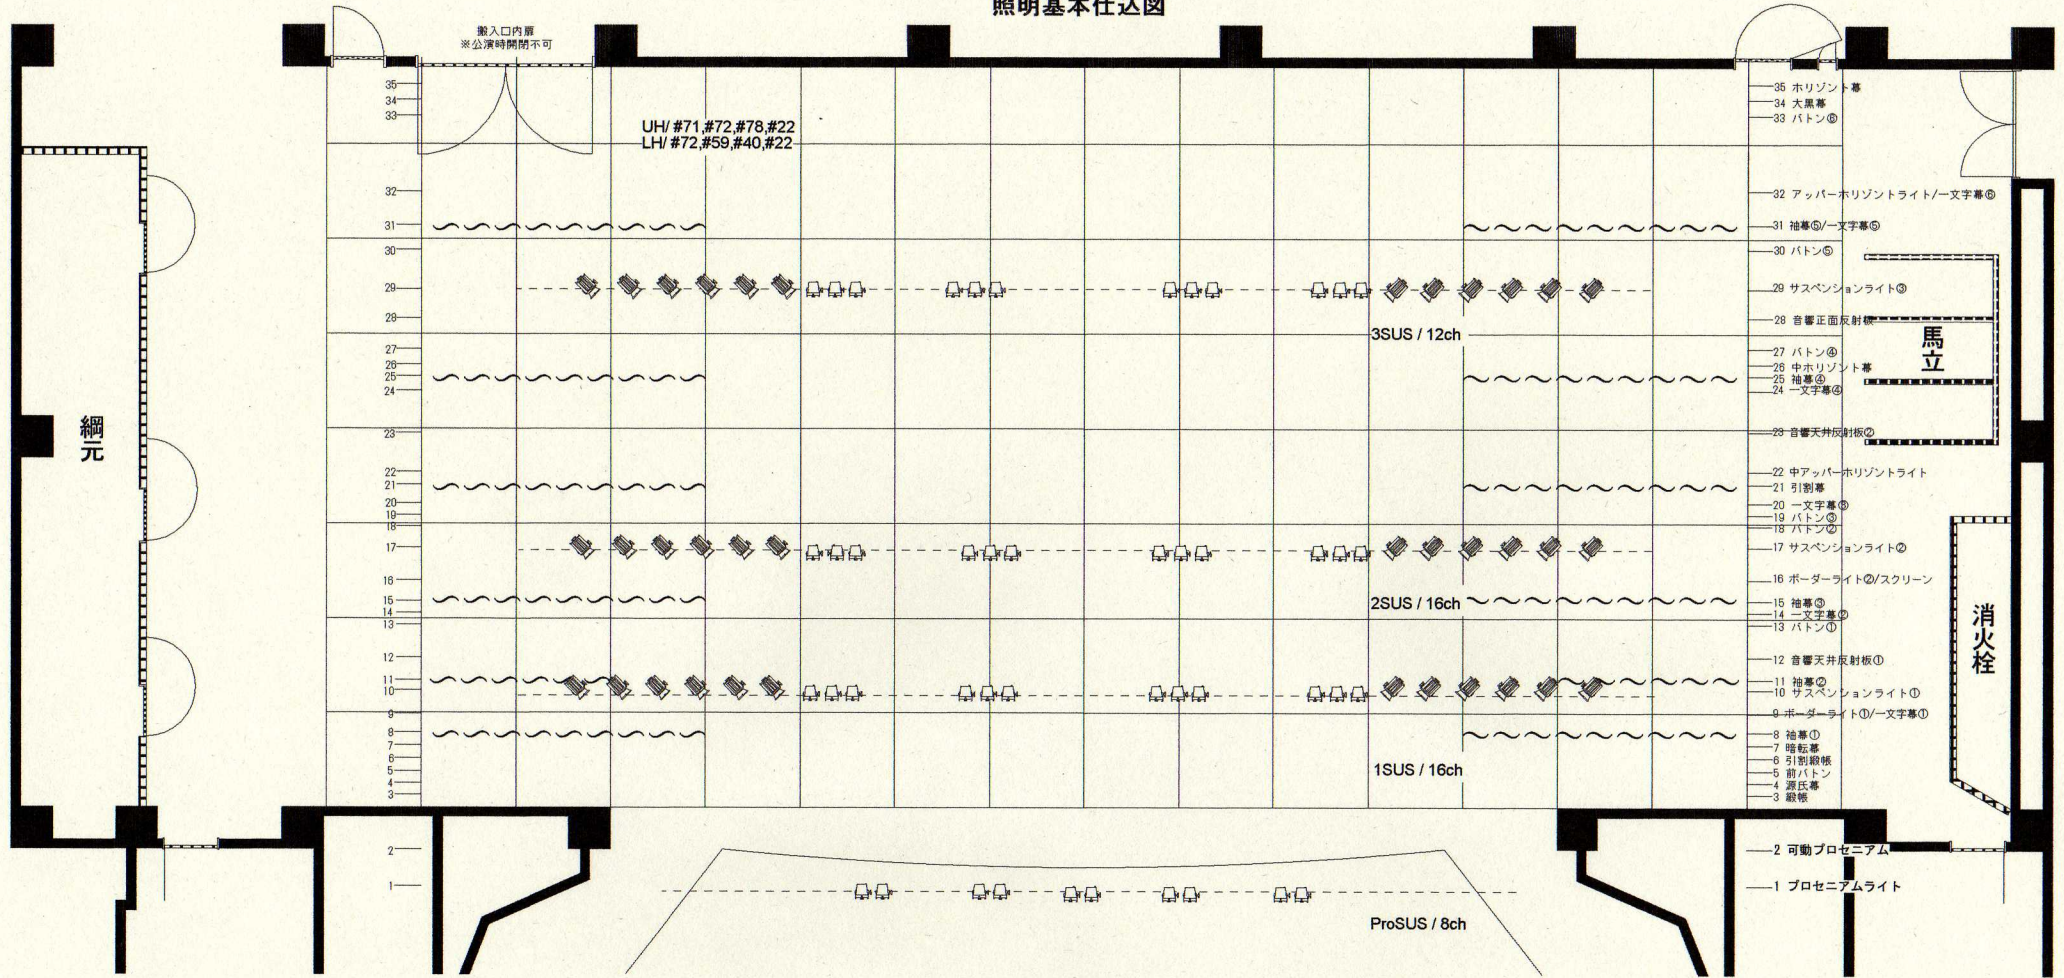 照明基本仕込図
搬入口内扉
※公演時開閉不可
UH/ #71,#72,#78,#22
LH/ #72,#59,#40,#22
35
34
33
32
31
30
29
28
27
26
25
24
23
22
21
20
19
18
17
16
15
14
13
12
11
10
9
8
7
6
5
4
3
2
1
綱元
3SUS / 12ch
2SUS / 16ch
1SUS / 16ch
ProSUS / 8ch
35 ホリゾント幕
34 大黒幕
33 バトン⑥
32 アッパーホリゾントライト/一文字幕⑥
31 袖幕⑤/一文字幕⑤
30 バトン⑤
29 サスペンションライト③
28 音響正面反射板
27 バトン④
26 中ホリゾント幕
25 袖幕④
24 一文字幕④
23 音響天井反射板②
22 中アッパーホリゾントライト
21 引割幕
20 一文字幕③
19 バトン③
18 バトン②
17 サスペンションライト②
16 ボーダーライト②/スクリーン
15 袖幕③
14 一文字幕②
13 バトン①
12 音響天井反射板①
11 袖幕②
10 サスペンションライト①
9 ボーダーライト①/一文字幕①
8 袖幕①
7 暗転幕
6 引割緞帳
5 前バトン
4 源氏幕
3 緞帳
2 可動プロセニアム
1 プロセニアムライト
馬立
消火栓